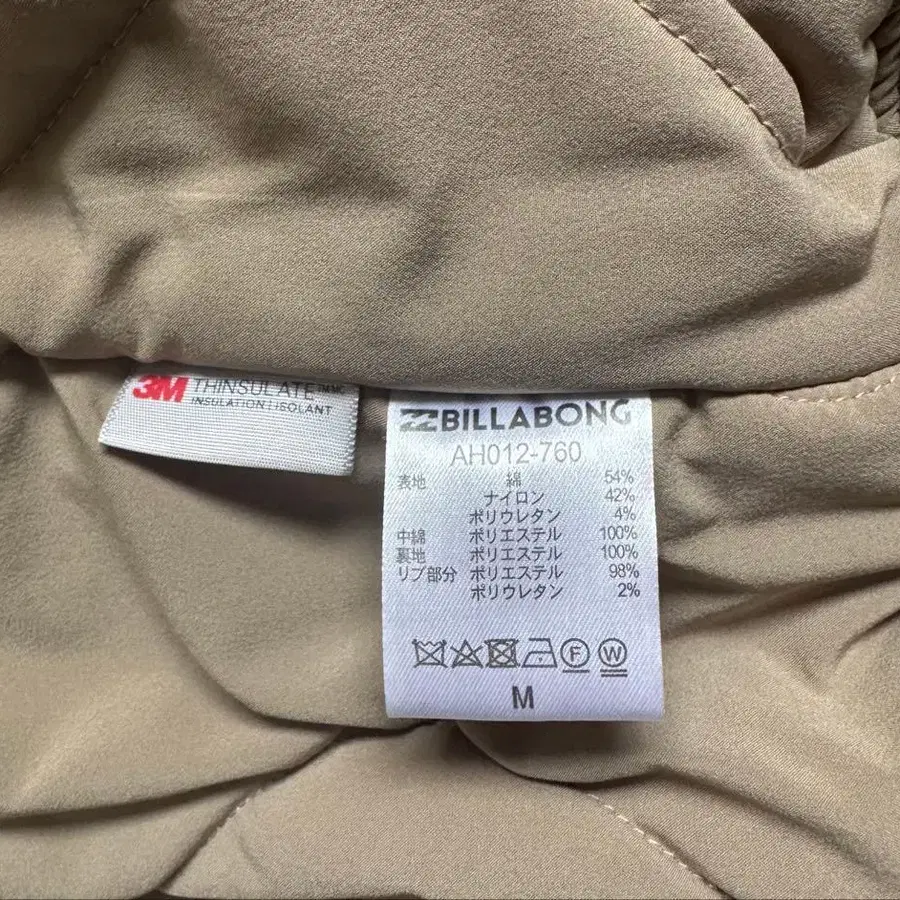 3M THINSULATE TM/MC
INSULATION | ISOLANT
BILLABONG
AH012-760
表地 綿 54%
ナイロン 42%
ポリウレタン 4%
中綿 ポリエステル 100%
裏地 ポリエステル 100%
リブ部分 ポリエステル 98%
ポリウレタン 2%
F W
M